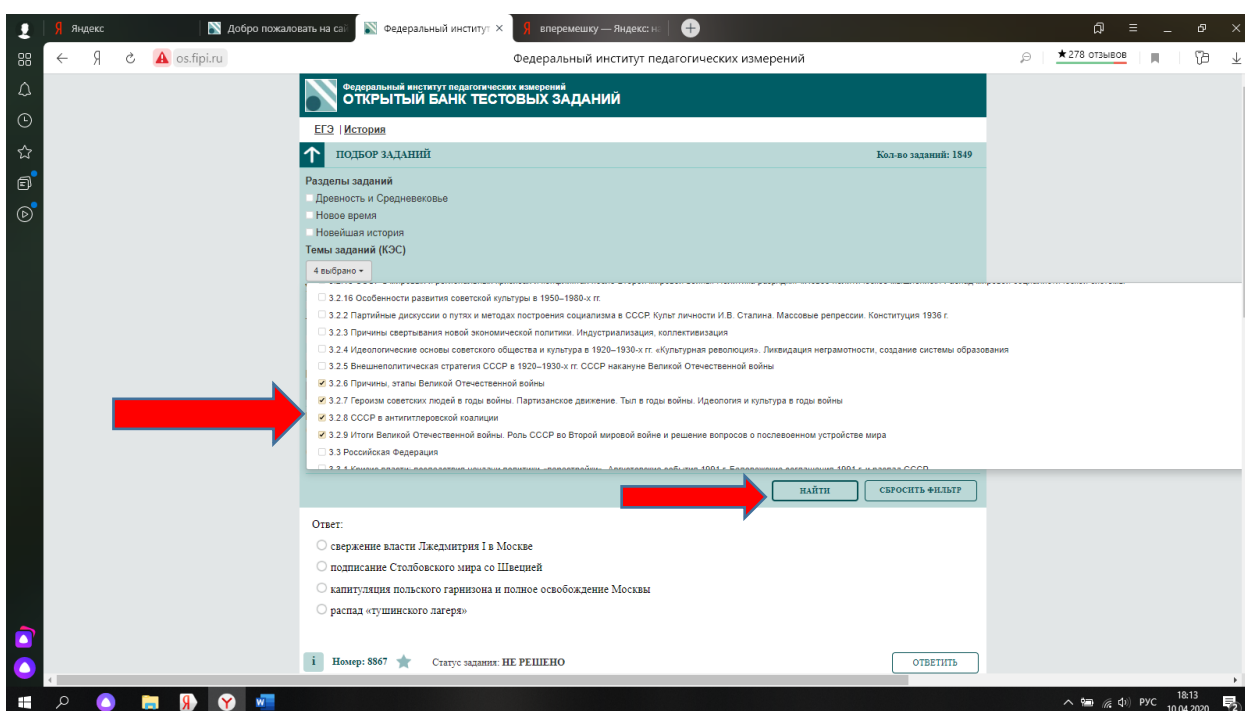 Яндекс
Добро пожаловать на сай
Федеральный институт
вперемешку — Яндекс: на
os.fipi.ru
Федеральный институт педагогических измерений
★278 отзывов
Федеральный институт педагогических измерений
ОТКРЫТЫЙ БАНК ТЕСТОВЫХ ЗАДАНИЙ
ЕГЭ | История
ПОДБОР ЗАДАНИЙ
Кол-во заданий: 1849
Разделы заданий
Древность и Средневековье
Новое время
Новейшая история
Темы заданий (КЭС)
4 выбрано
3.2.16 Особенности развития советской культуры в 1950–1980-х гг.
3.2.2 Партийные дискуссии о путях и методах построения социализма в СССР. Культ личности И.В. Сталина. Массовые репрессии. Конституция 1936 г.
3.2.3 Причины свертывания новой экономической политики. Индустриализация, коллективизация
3.2.4 Идеологические основы советского общества и культура в 1920–1930-х гг. «Культурная революция». Ликвидация неграмотности, создание системы образования
3.2.5 Внешнеполитическая стратегия СССР в 1920–1930-х гг. СССР накануне Великой Отечественной войны
3.2.6 Причины, этапы Великой Отечественной войны
3.2.7 Героизм советских людей в годы войны. Партизанское движение. Тыл в годы войны. Идеология и культура в годы войны
3.2.8 СССР в антигитлеровской коалиции
3.2.9 Итоги Великой Отечественной войны. Роль СССР во Второй мировой войне и решение вопросов о послевоенном устройстве мира
3.3 Российская Федерация
НАЙТИ
СБРОСИТЬ ФИЛЬТР
Ответ:
свержение власти Лжедмитрия I в Москве
подписание Столбовского мира со Швецией
капитуляция польского гарнизона и полное освобождение Москвы
распад «тушинского лагеря»
i Номер: 8867
Статус задания: НЕ РЕШЕНО
ОТВЕТИТЬ
РУС
18:13
10.04.2020